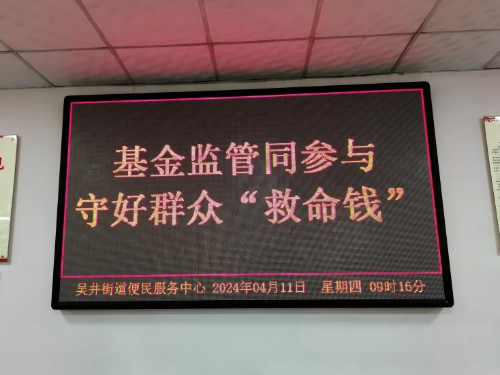 基金监管同参与
守好群众“救命钱”
吴井街道便民服务中心 2024年04月11日 星期四 09时16分